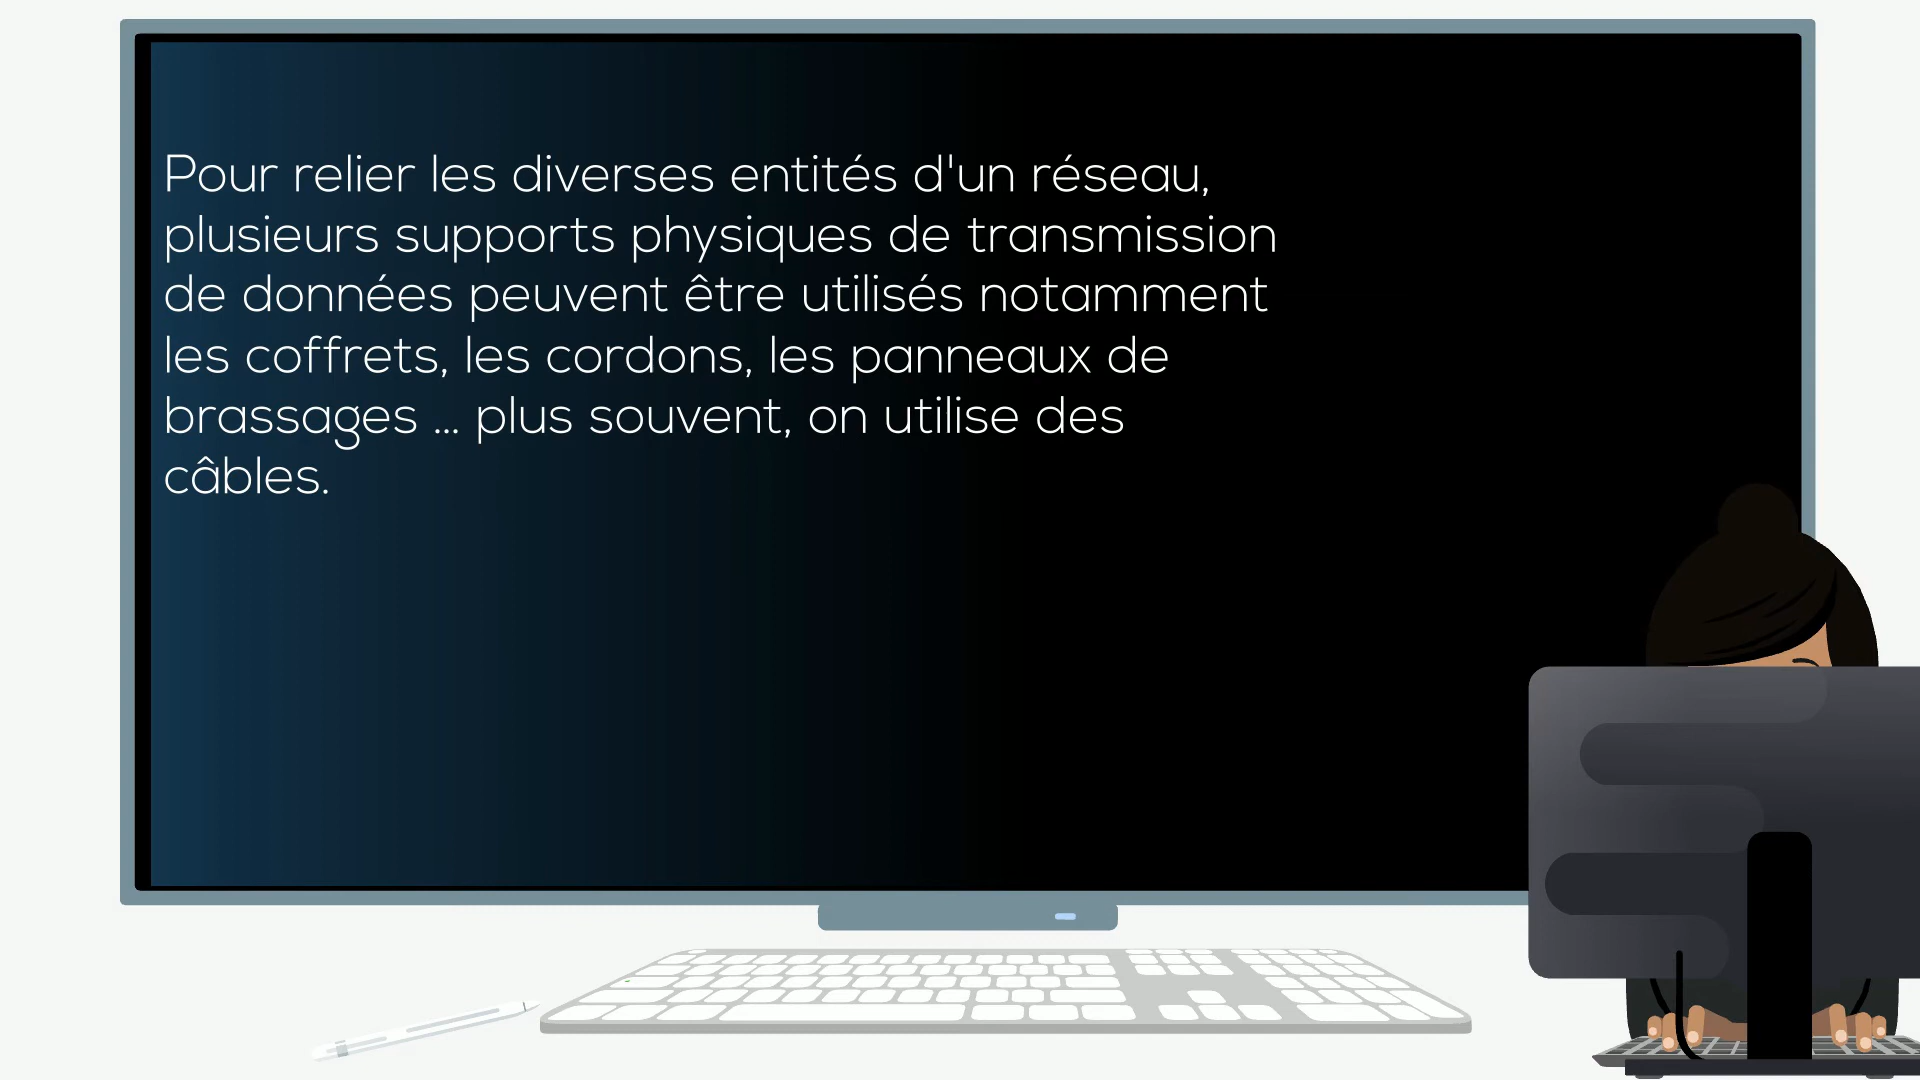 Pour relier les diverses entités d'un réseau,
plusieurs supports physiques de transmission
de données peuvent être utilisés notamment
les coffrets, les cordons, les panneaux de
brassages ... plus souvent, on utilise des
câbles.